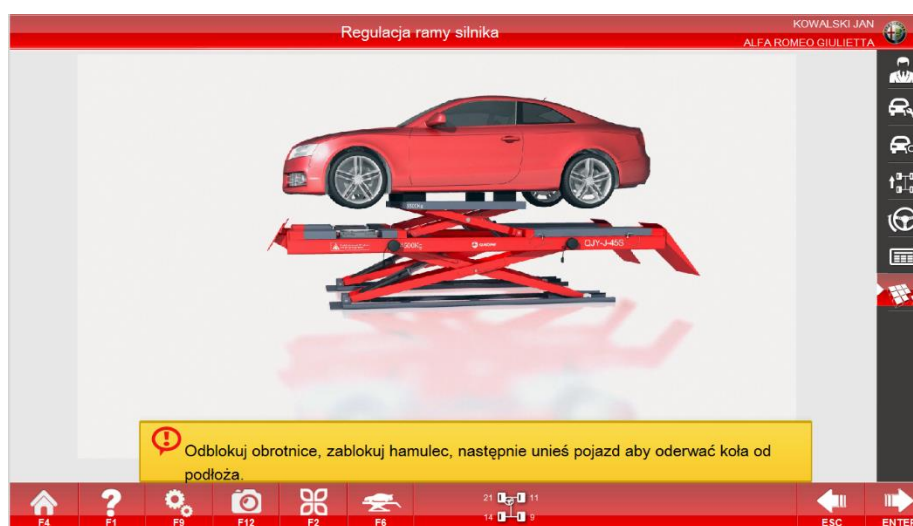 Regulacja ramy silnika
KOWALSKI JAN
ALFA ROMEO GIULIETTA
QJY-J-45S
Odblokuj obrotnice, zablokuj hamulec, następnie unieś pojazd aby oderwać koła od
podłoża.
21 11
14 9
F4 F1 F9 F12 F2 F6 ESC ENTER